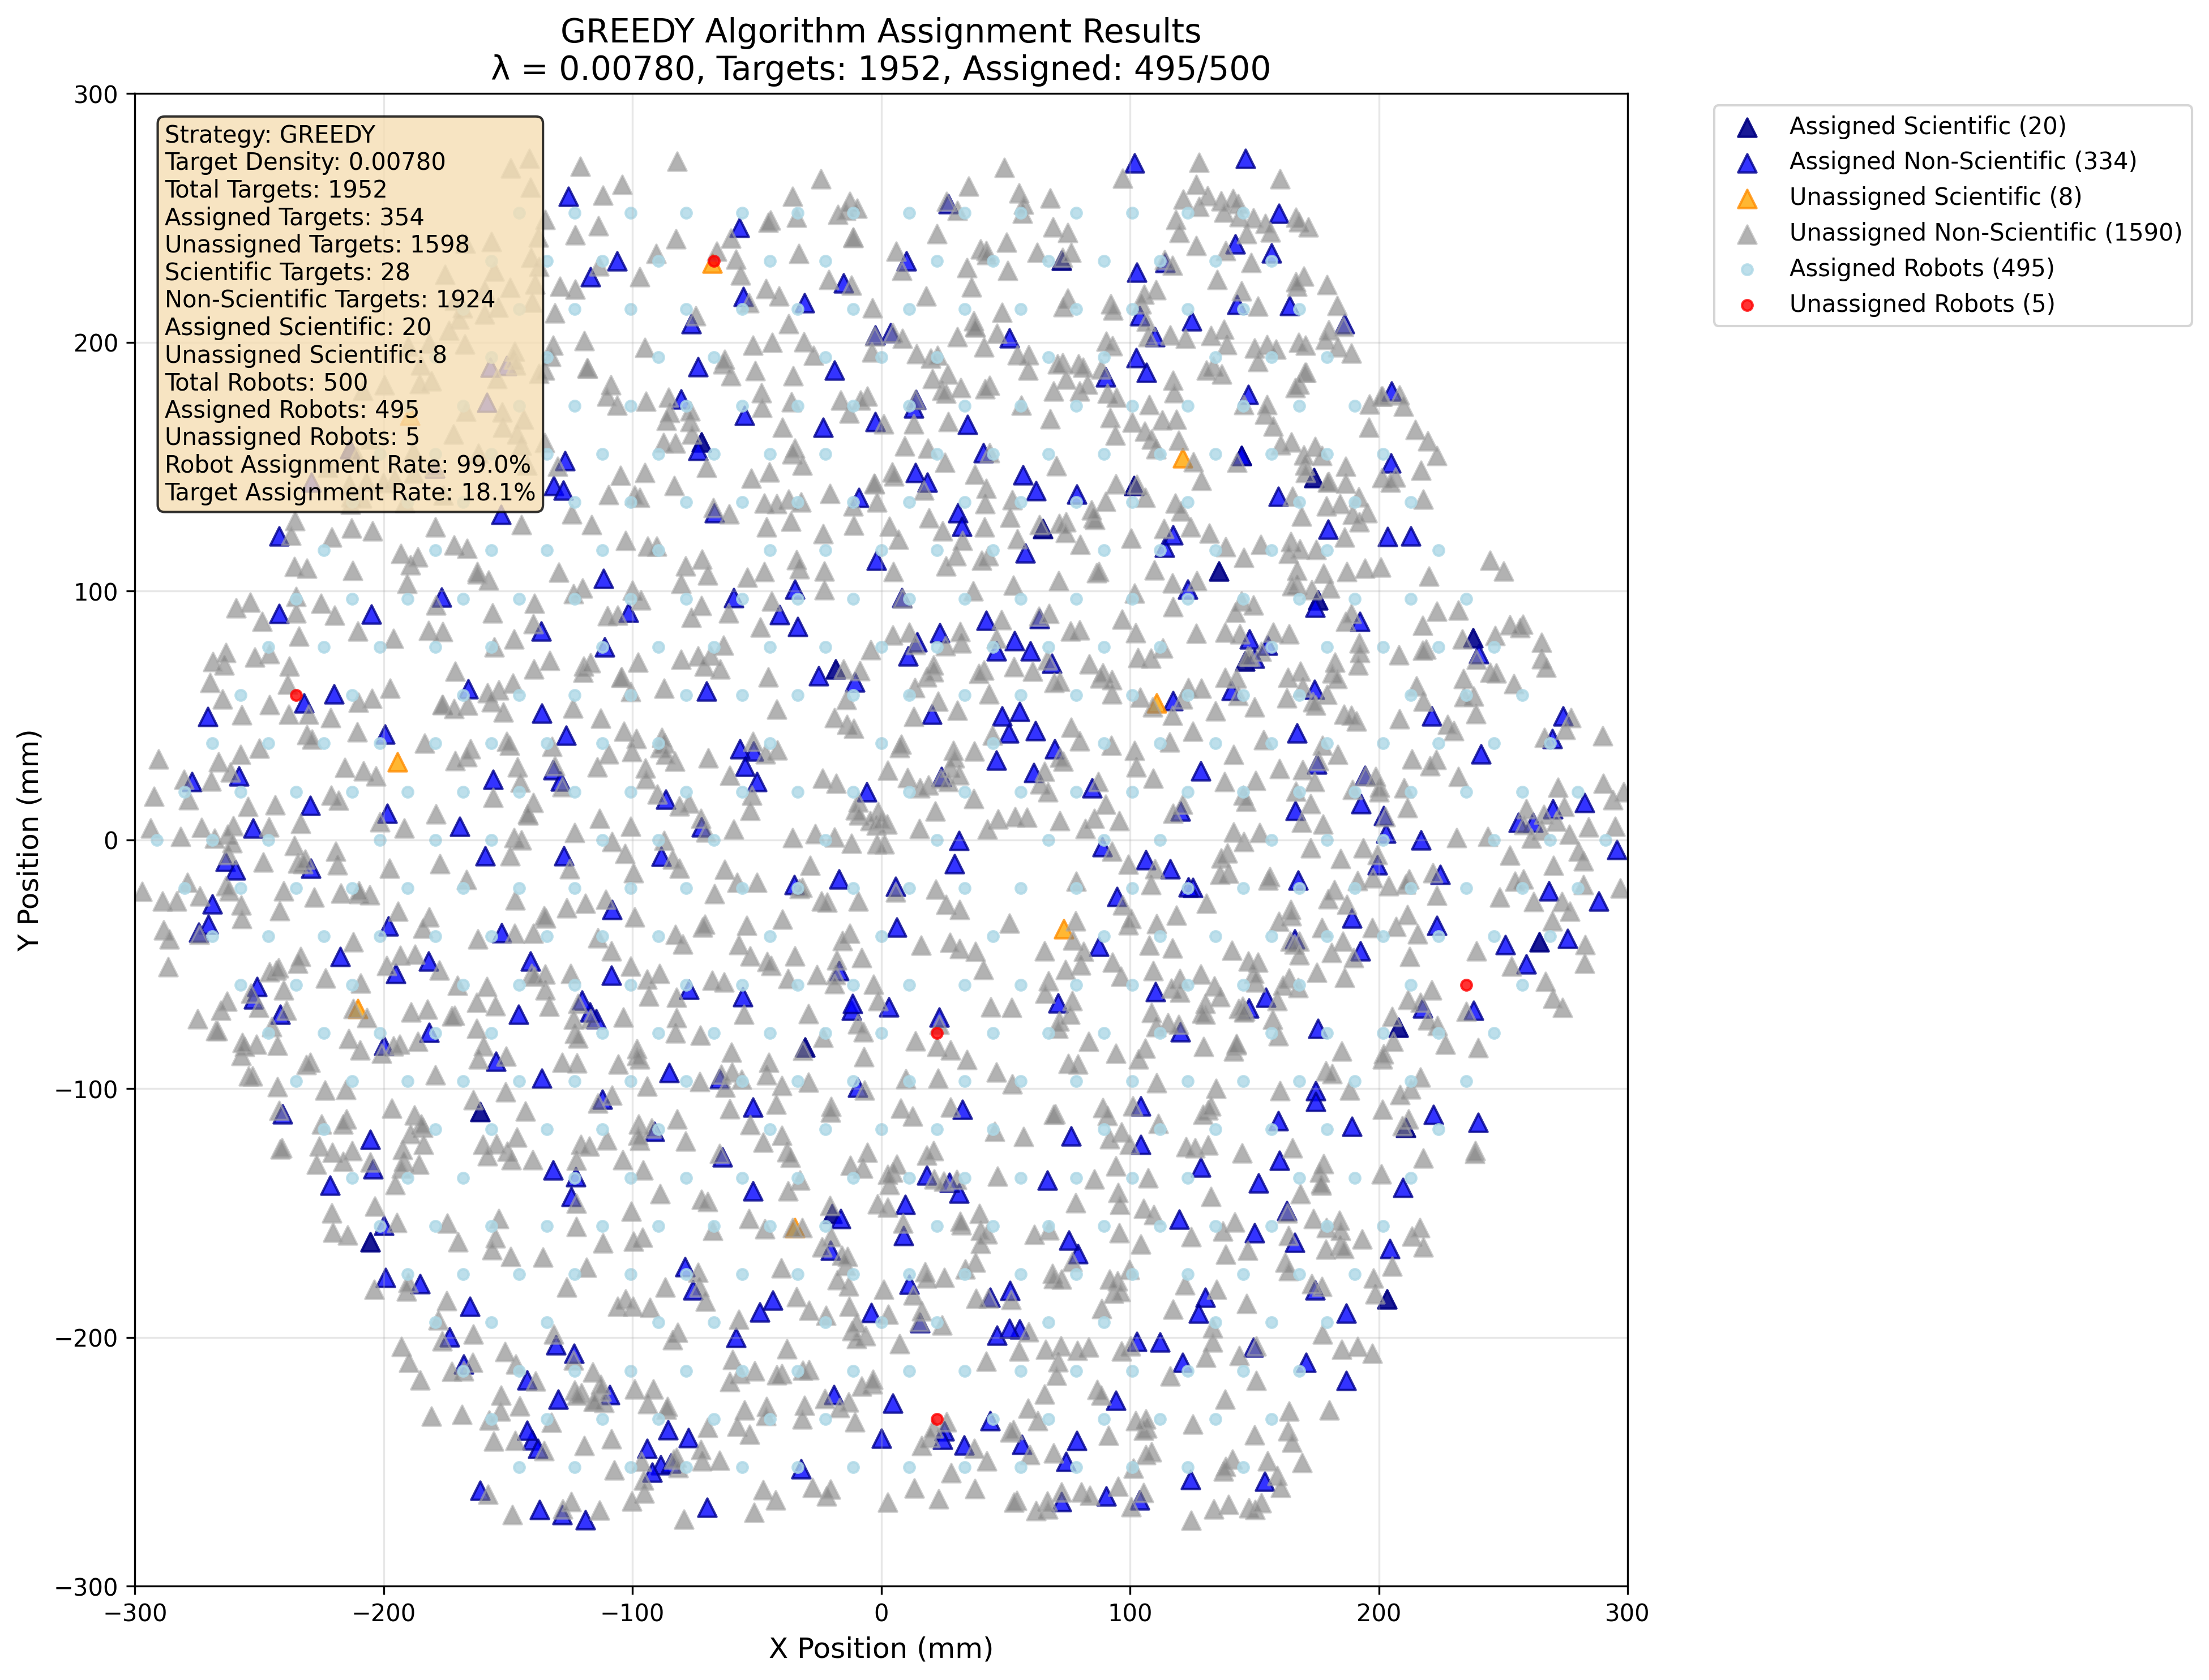 GREEDY Algorithm Assignment Results
λ = 0.00780, Targets: 1952, Assigned: 495/500
Strategy: GREEDY
Target Density: 0.00780
Total Targets: 1952
Assigned Targets: 354
Unassigned Targets: 1598
Scientific Targets: 28
Non-Scientific Targets: 1924
Assigned Scientific: 20
Unassigned Scientific: 8
Total Robots: 500
Assigned Robots: 495
Unassigned Robots: 5
Robot Assignment Rate: 99.0%
Target Assignment Rate: 18.1%
Assigned Scientific (20)
Assigned Non-Scientific (334)
Unassigned Scientific (8)
Unassigned Non-Scientific (1590)
Assigned Robots (495)
Unassigned Robots (5)
Y Position (mm)
300
200
100
0
−100
−200
−300
−300
−200
−100
0
100
200
300
X Position (mm)